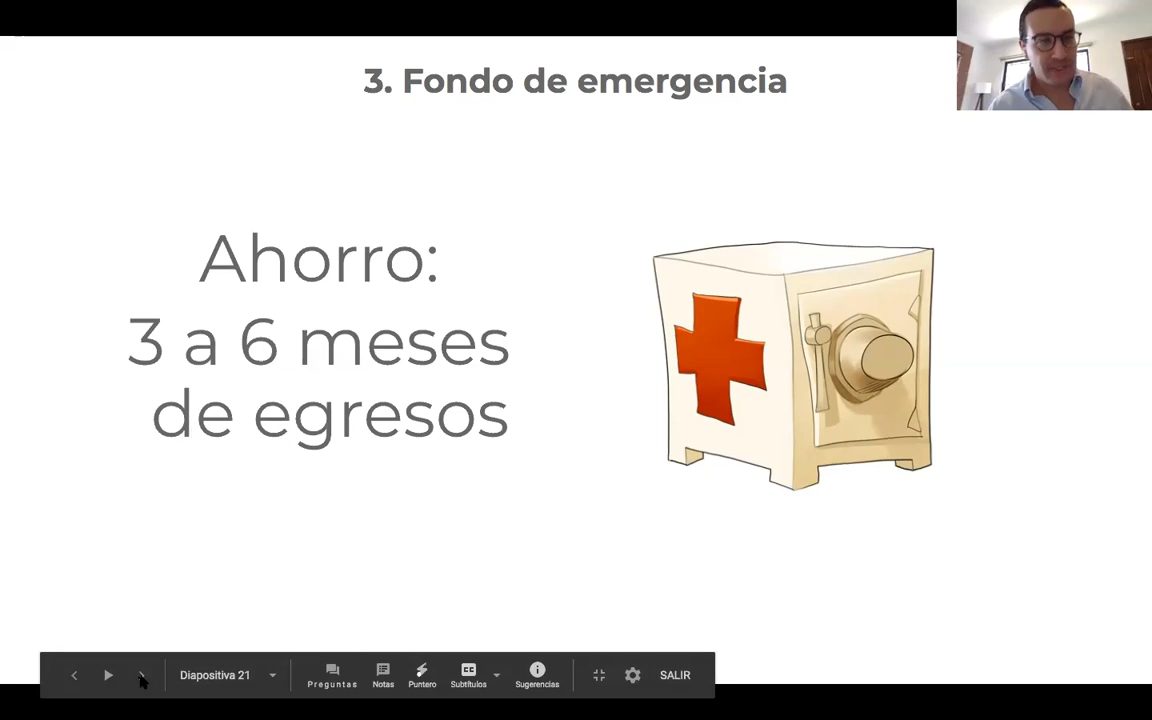 3. Fondo de emergencia
Ahorro:
3 a 6 meses
de egresos
Diapositiva 21
Preguntas
Notas
Puntero
Subtítulos
Sugerencias
SALIR